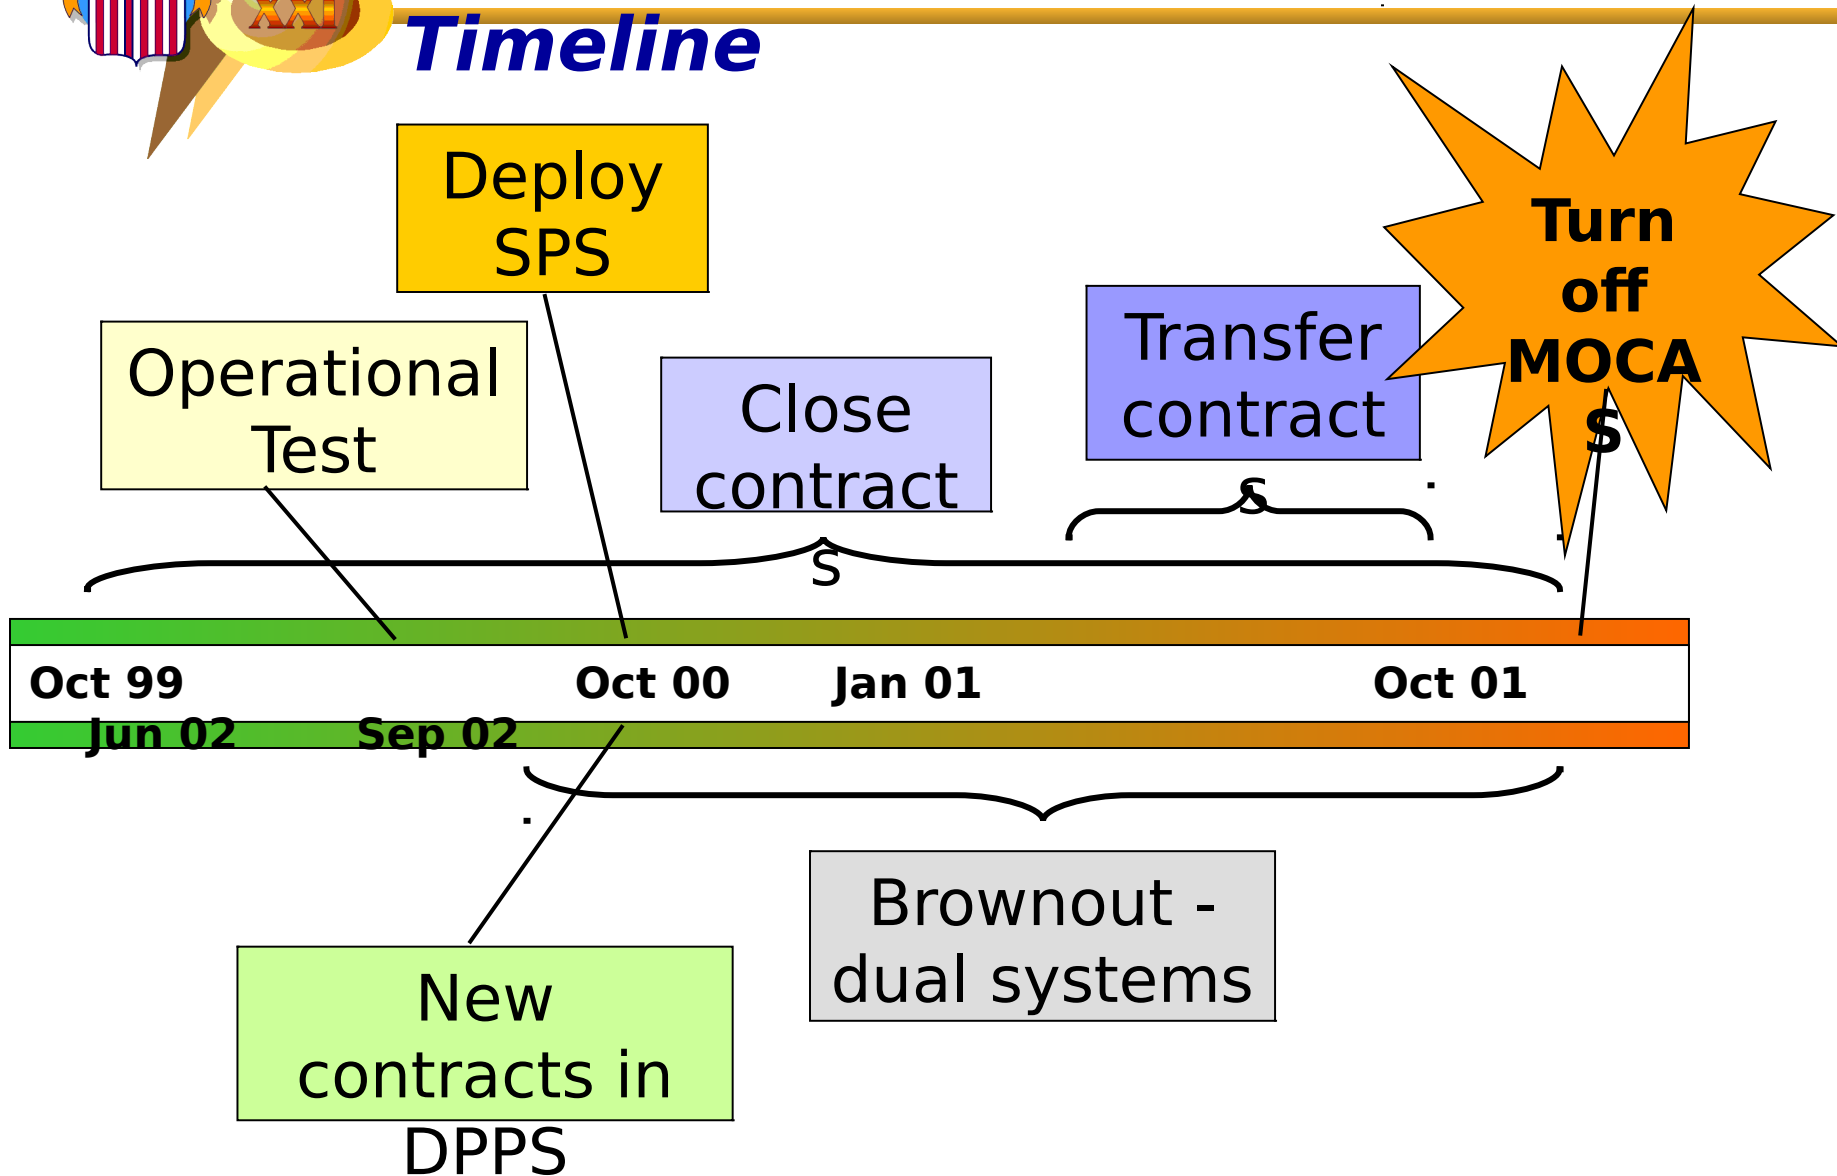 XXI
Timeline
Deploy
SPS
Turn
off
MOCA
S
Transfer
contract
s
Operational
Test
Close
contract
s
Oct 99 Oct 00 Jan 01 Oct 01
Jun 02 Sep 02
Brownout -
dual systems
New
contracts in
DPPS